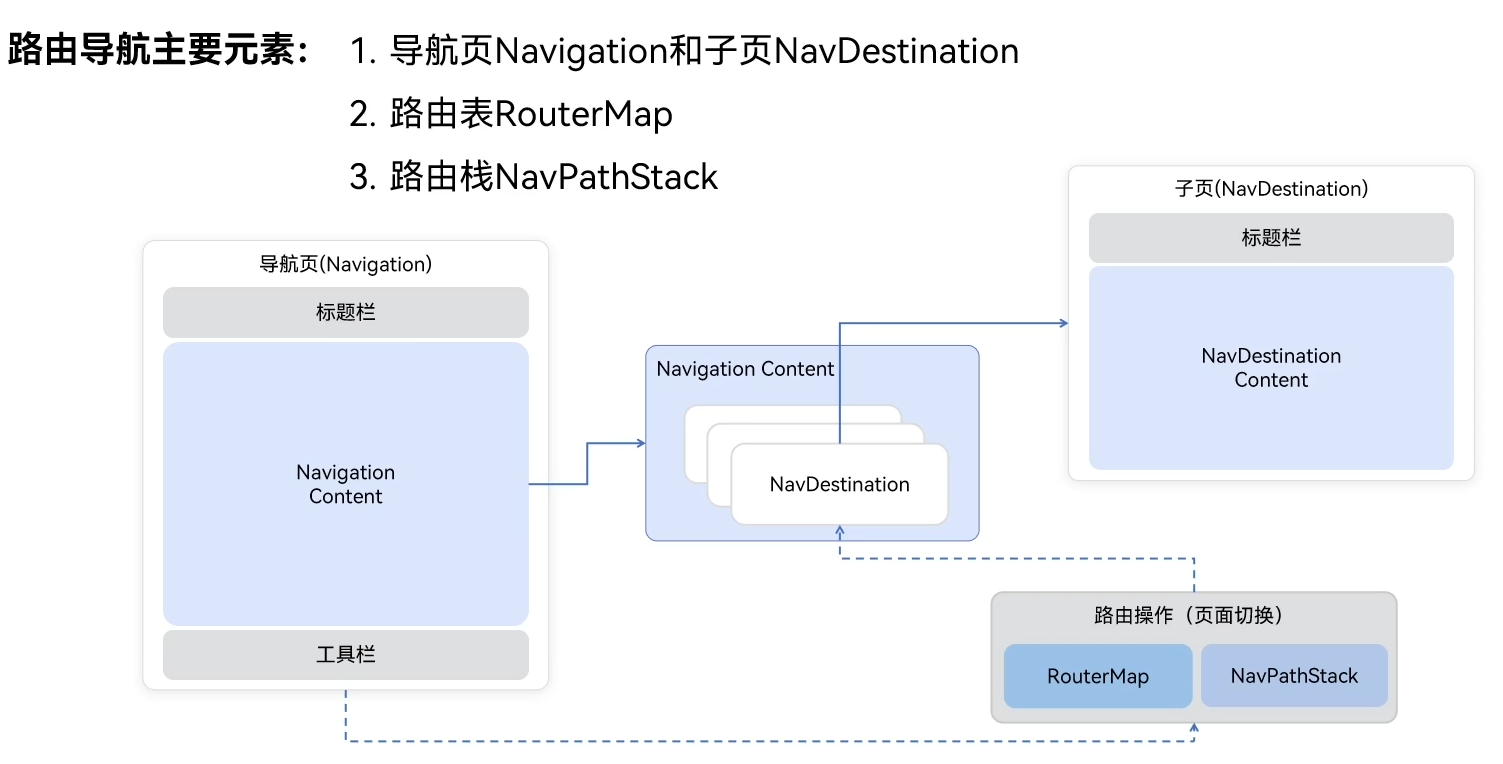 路由导航主要元素：
1. 导航页Navigation和子页NavDestination
2. 路由表RouterMap
3. 路由栈NavPathStack
导航页(Navigation)
标题栏
Navigation
Content
工具栏
Navigation Content
NavDestination
子页(NavDestination)
标题栏
NavDestination
Content
路由操作（页面切换）
RouterMap
NavPathStack